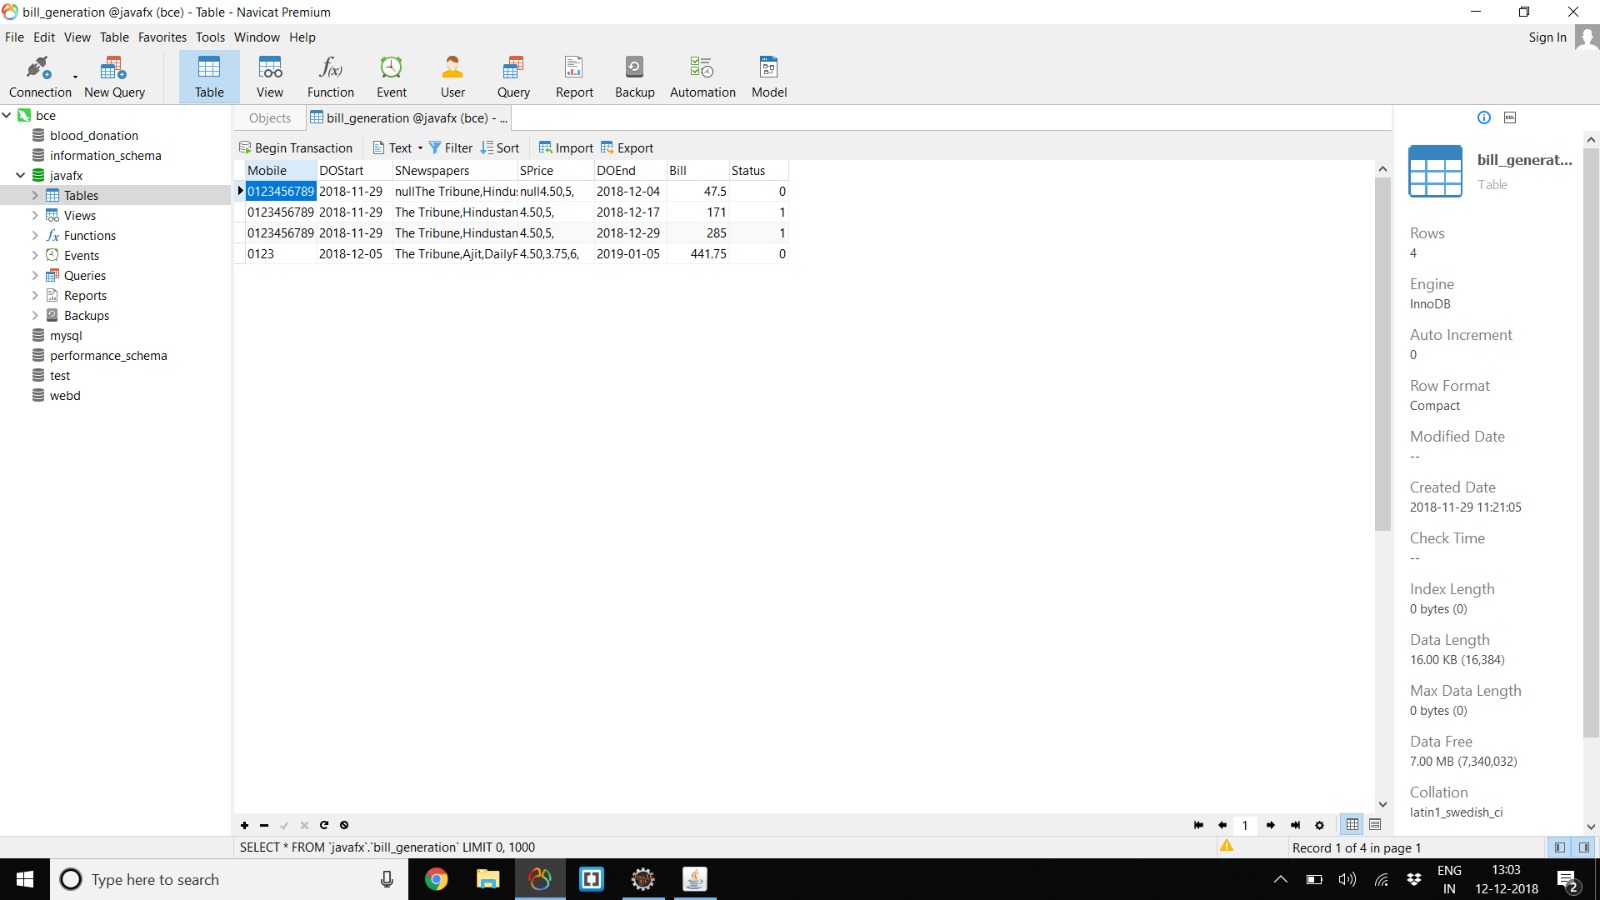 bill_generation @javafx (bce) - Table - Navicat Premium
File Edit View Table Favorites Tools Window Help
Sign In
Connection New Query Table View Function Event User Query Report Backup Automation Model
f(x)
bce
blood_donation
information_schema
javafx
Tables
Views
fx Functions
Events
Queries
Reports
Backups
mysql
performance_schema
test
webd
Objects bill_generation @javafx (bce) - ...
Begin Transaction Text Filter Sort Import Export
Mobile DOStart SNewspapers SPrice DOEnd Bill Status
0123456789 2018-11-29 nullThe Tribune,Hindu: null4.50,5, 2018-12-04 47.5 0
0123456789 2018-11-29 The Tribune,Hindustan 4.50,5, 2018-12-17 171 1
0123456789 2018-11-29 The Tribune,Hindustan 4.50,5, 2018-12-29 285 1
0123 2018-12-05 The Tribune,Ajit,DailyF 4.50,3.75,6, 2019-01-05 441.75 0
bill_generat...
Table
Rows
4
Engine
InnoDB
Auto Increment
0
Row Format
Compact
Modified Date
--
Created Date
2018-11-29 11:21:05
Check Time
--
Index Length
0 bytes (0)
Data Length
16.00 KB (16,384)
Max Data Length
0 bytes (0)
Data Free
7.00 MB (7,340,032)
Collation
latin1_swedish_ci
1
SELECT * FROM `javafx`.`bill_generation` LIMIT 0, 1000
Record 1 of 4 in page 1
Type here to search
ENG
IN
13:03
12-12-2018
2